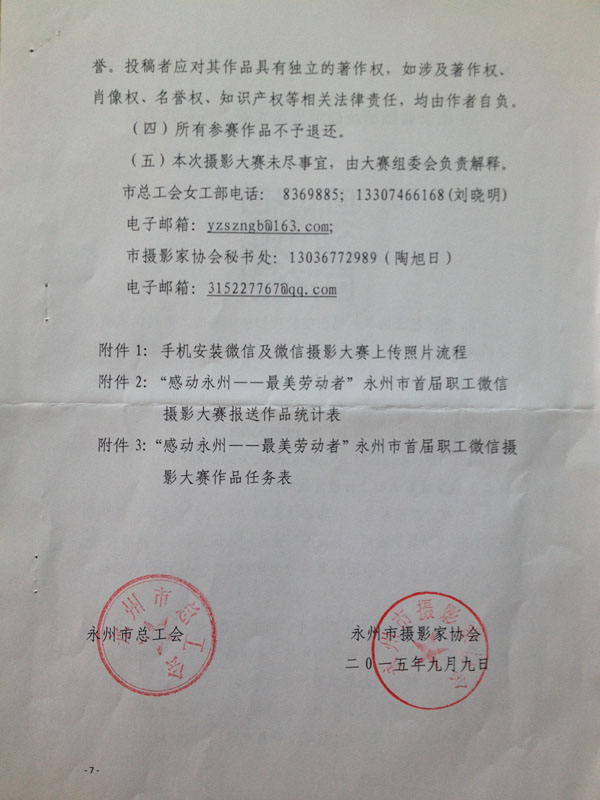 誉。投稿者应对其作品具有独立的著作权，如涉及著作权、
肖像权、名誉权、知识产权等相关法律责任，均由作者自负。
（四）所有参赛作品不予退还。
（五）本次摄影大赛未尽事宜，由大赛组委会负责解释。
市总工会女工部电话：8369885；13307466168(刘晓明)
电子邮箱：yzszngb@163.com;
市摄影家协会秘书处：13036772989（陶旭日）
电子邮箱：315227767@qq.com
附件1：手机安装微信及微信摄影大赛上传照片流程
附件2：“感动永州——最美劳动者”永州市首届职工微信
摄影大赛报送作品统计表
附件3：“感动永州——最美劳动者”永州市首届职工微信摄
影大赛作品任务表
永州市总工会 永州市摄影家协会
二0一五年九月九日
永州市总工会
-7-